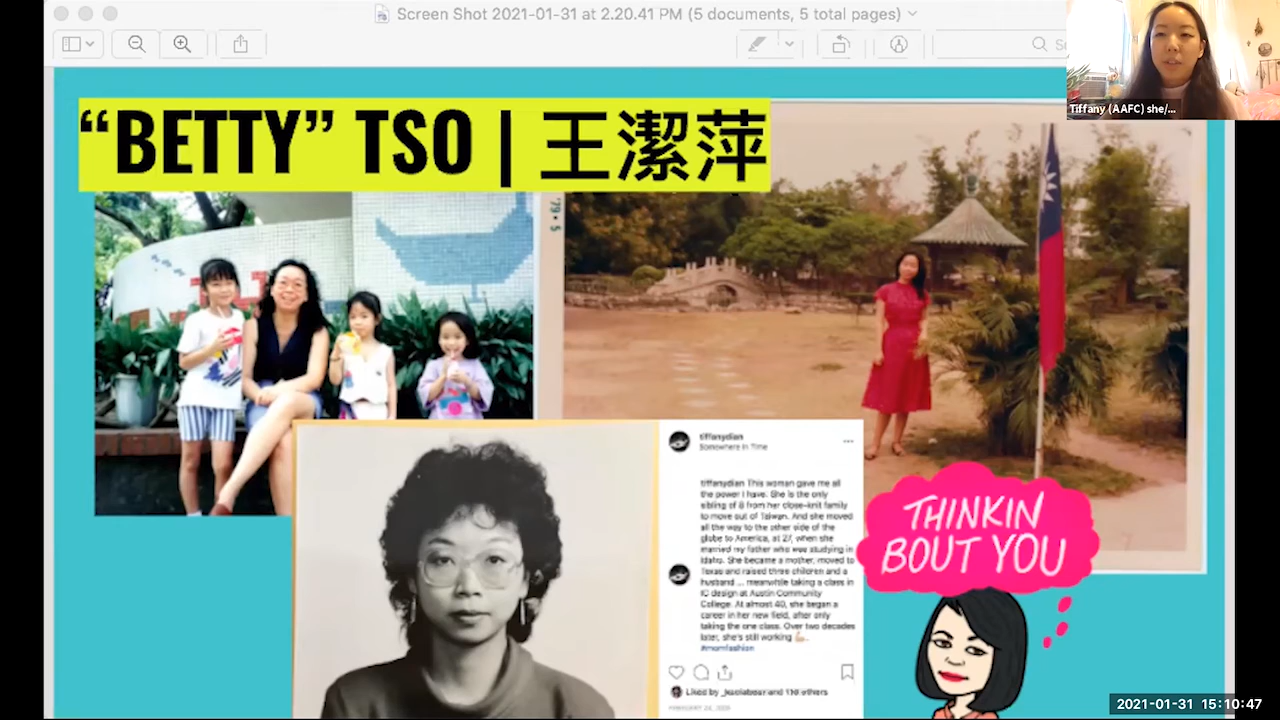 Screen Shot 2021-01-31 at 2.20.41 PM (5 documents, 5 total pages)
Tiffany (AAFC) she/...
“BETTY” TSO | 王潔萍
'79 • 5
tiffanydian
Somewhere in Time
tiffanydian This woman gave me all
the power I have. She is the only
sibling of 8 from her close-knit family
to move out of Taiwan. And she moved
all the way to the other side of the
globe to America, at 27, when she
married my father who was studying in
Idaho. She became a mother, moved to
Texas and raised three children and a
husband ... meanwhile taking a class in
IC design at Austin Community
College. At almost 40, she began a
career in her new field, after only
taking the one class. Over two decades
later, she's still working 💪🏼.
#momfashion
Liked by and 110 others
FEBRUARY
THINKIN
BOUT YOU
2021-01-31 15:10:47